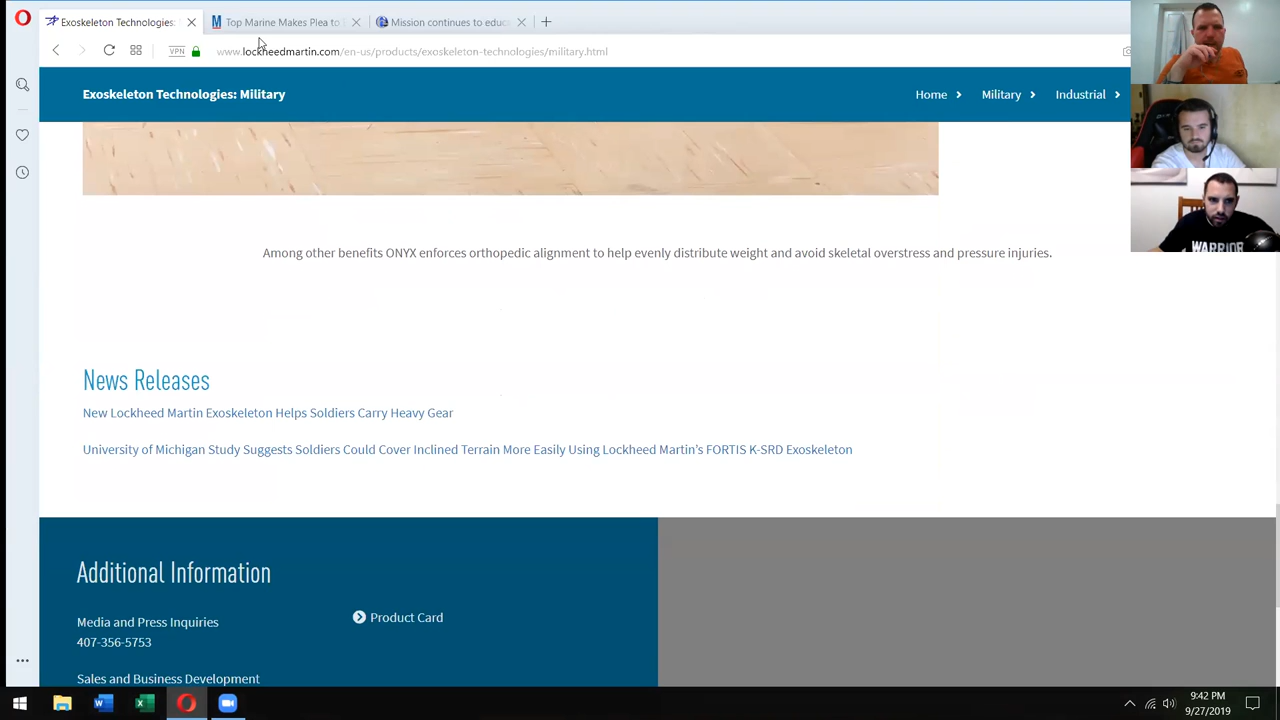 Exoskeleton Technologies:
Top Marine Makes Plea to
Mission continues to educ
VPN
www.lockheedmartin.com/en-us/products/exoskeleton-technologies/military.html
Exoskeleton Technologies: Military
Home
Military
Industrial
WARRIOR
Among other benefits ONYX enforces orthopedic alignment to help evenly distribute weight and avoid skeletal overstress and pressure injuries.
News Releases
New Lockheed Martin Exoskeleton Helps Soldiers Carry Heavy Gear
University of Michigan Study Suggests Soldiers Could Cover Inclined Terrain More Easily Using Lockheed Martin's FORTIS K-SRD Exoskeleton
Additional Information
Media and Press Inquiries
407-356-5753
Product Card
Sales and Business Development
9:42 PM
9/27/2019